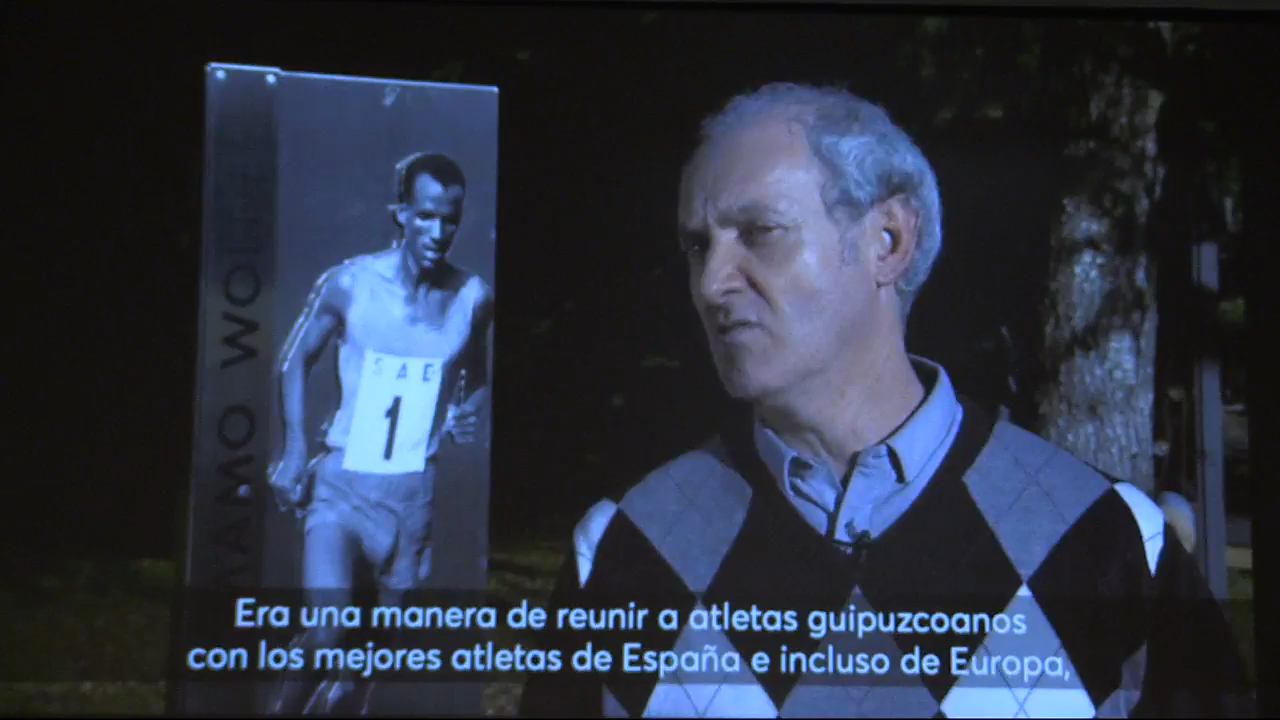 MAMO WOLDE
SAE
1
Era una manera de reunir a atletas guipuzcoanos
con los mejores atletas de España e incluso de Europa,